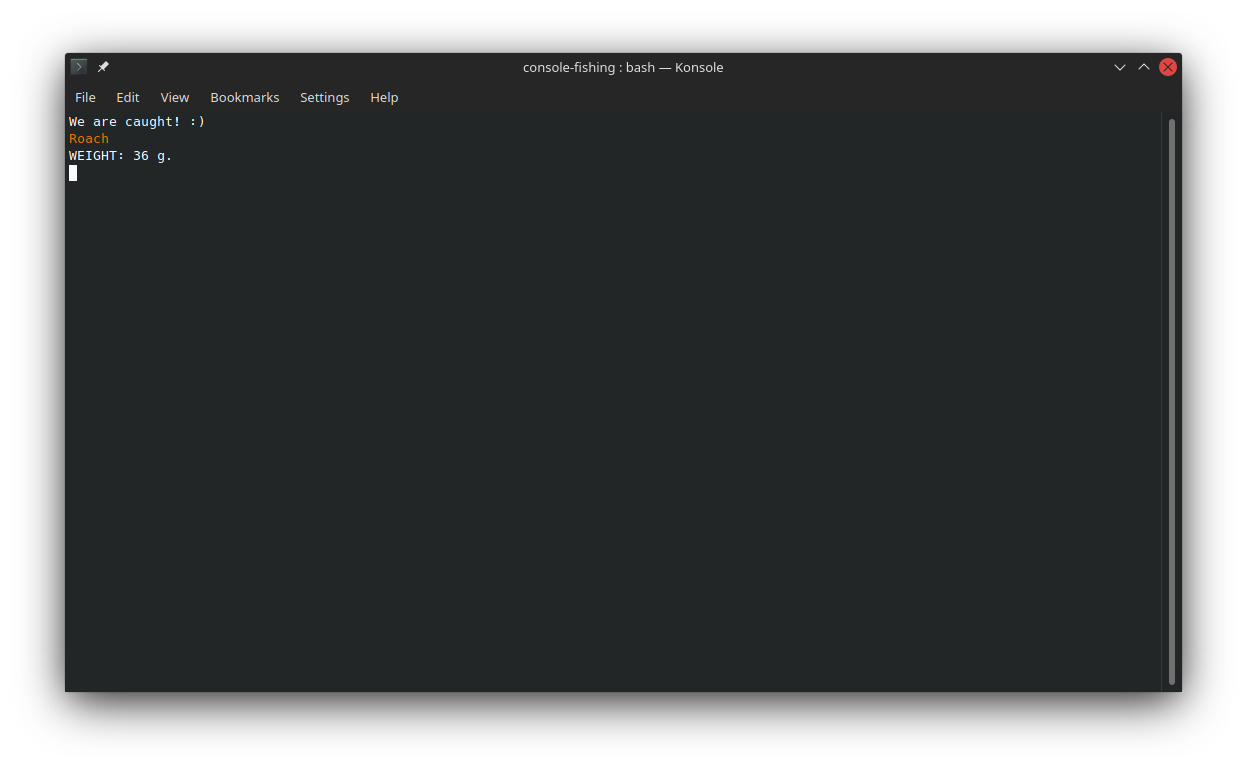 console-fishing : bash — Konsole
File Edit View Bookmarks Settings Help
We are caught! :)
Roach
WEIGHT: 36 g.